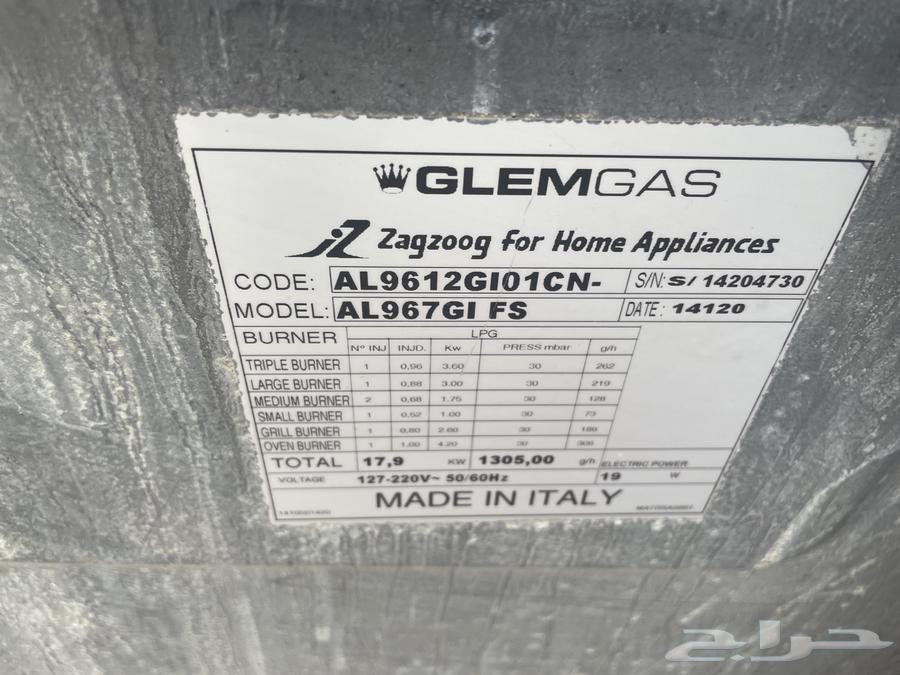 GLEMGAS
Zagzoog for Home Appliances
CODE: AL9612GI01CN- S/N: S/ 14204730
MODEL: AL967GI FS DATE: 14120
BURNER LPG
N° INJ INJD. Kw PRESS mbar g/h
TRIPLE BURNER 1 0,96 3.60 30 262
LARGE BURNER 1 0,88 3.00 30 219
MEDIUM BURNER 2 0,68 1.75 30 128
SMALL BURNER 1 0.52 1.00 30 73
GRILL BURNER 1 0,80 2.60 30 189
OVEN BURNER 1 1,00 4.20 30 306
TOTAL 17,9 KW 1305,00 g/h ELECTRIC POWER
VOLTAGE 127-220V~ 50/60Hz 19 W
MADE IN ITALY
حراج